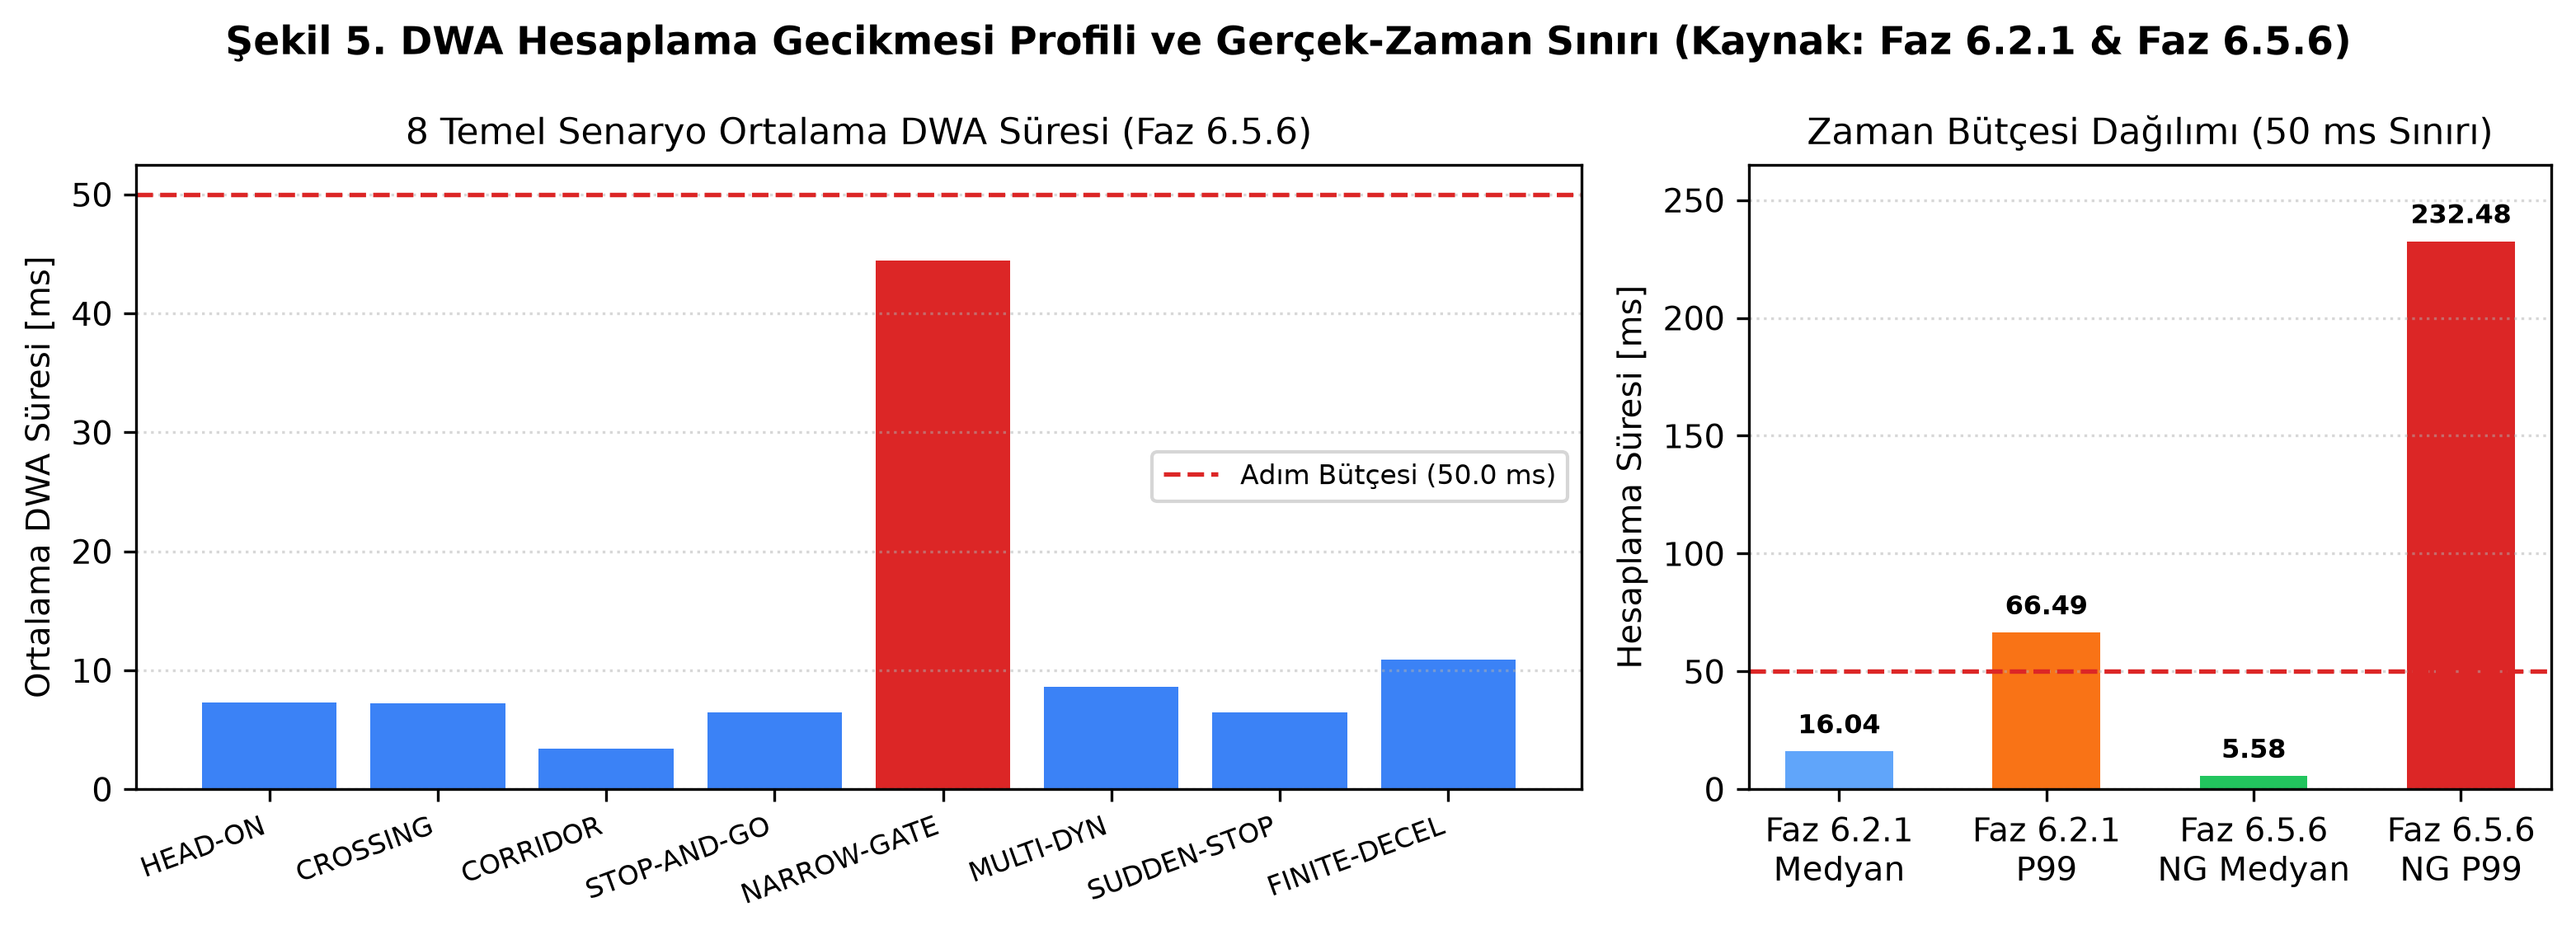 Şekil 5. DWA Hesaplama Gecikmesi Profili ve Gerçek-Zaman Sınırı (Kaynak: Faz 6.2.1 & Faz 6.5.6)
8 Temel Senaryo Ortalama DWA Süresi (Faz 6.5.6)
Ortalama DWA Süresi [ms]
50
40
30
20
10
0
Adım Bütçesi (50.0 ms)
HEAD-ON
CROSSING
CORRIDOR
STOP-AND-GO
NARROW-GATE
MULTI-DYN
SUDDEN-STOP
FINITE-DECEL
Zaman Bütçesi Dağılımı (50 ms Sınırı)
Hesaplama Süresi [ms]
250
200
150
100
50
0
16.04
66.49
5.58
232.48
Faz 6.2.1
Medyan
Faz 6.2.1
P99
Faz 6.5.6
NG Medyan
Faz 6.5.6
NG P99